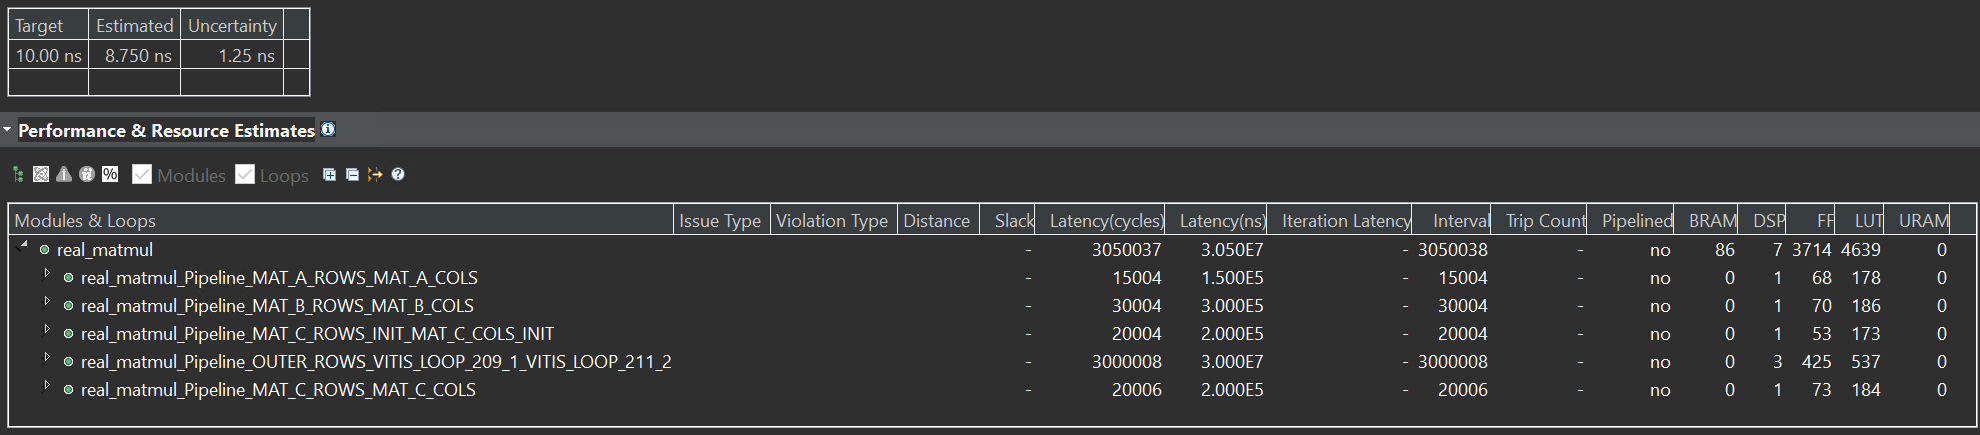 Target Estimated Uncertainty
10.00 ns 8.750 ns 1.25 ns
Performance & Resource Estimates
% Modules Loops
Modules & Loops Issue Type Violation Type Distance Slack Latency(cycles) Latency(ns) Iteration Latency Interval Trip Count Pipelined BRAM DSP FF LUT URAM
real_matmul - 3050037 3.050E7 - 3050038 - no 86 7 3714 4639 0
real_matmul_Pipeline_MAT_A_ROWS_MAT_A_COLS - 15004 1.500E5 - 15004 - no 0 1 68 178 0
real_matmul_Pipeline_MAT_B_ROWS_MAT_B_COLS - 30004 3.000E5 - 30004 - no 0 1 70 186 0
real_matmul_Pipeline_MAT_C_ROWS_INIT_MAT_C_COLS_INIT - 20004 2.000E5 - 20004 - no 0 1 53 173 0
real_matmul_Pipeline_OUTER_ROWS_VITIS_LOOP_209_1_VITIS_LOOP_211_2 - 3000008 3.000E7 - 3000008 - no 0 3 425 537 0
real_matmul_Pipeline_MAT_C_ROWS_MAT_C_COLS - 20006 2.000E5 - 20006 - no 0 1 73 184 0